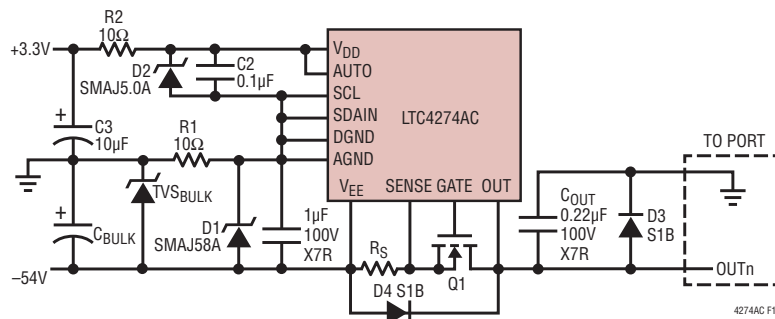 R2
10Ω
+3.3V
D2
SMAJ5.0A
C2
0.1µF
+
C3
10µF
R1
10Ω
TVSBULK
+
CBULK
D1
SMAJ58A
1µF
100V
X7R
–54V
VDD
AUTO
SCL
SDAIN
DGND
AGND
LTC4274AC
VEE
SENSE
GATE
OUT
RS
Q1
D4 S1B
COUT
0.22µF
100V
X7R
D3
S1B
TO PORT
OUTn
4274AC F1